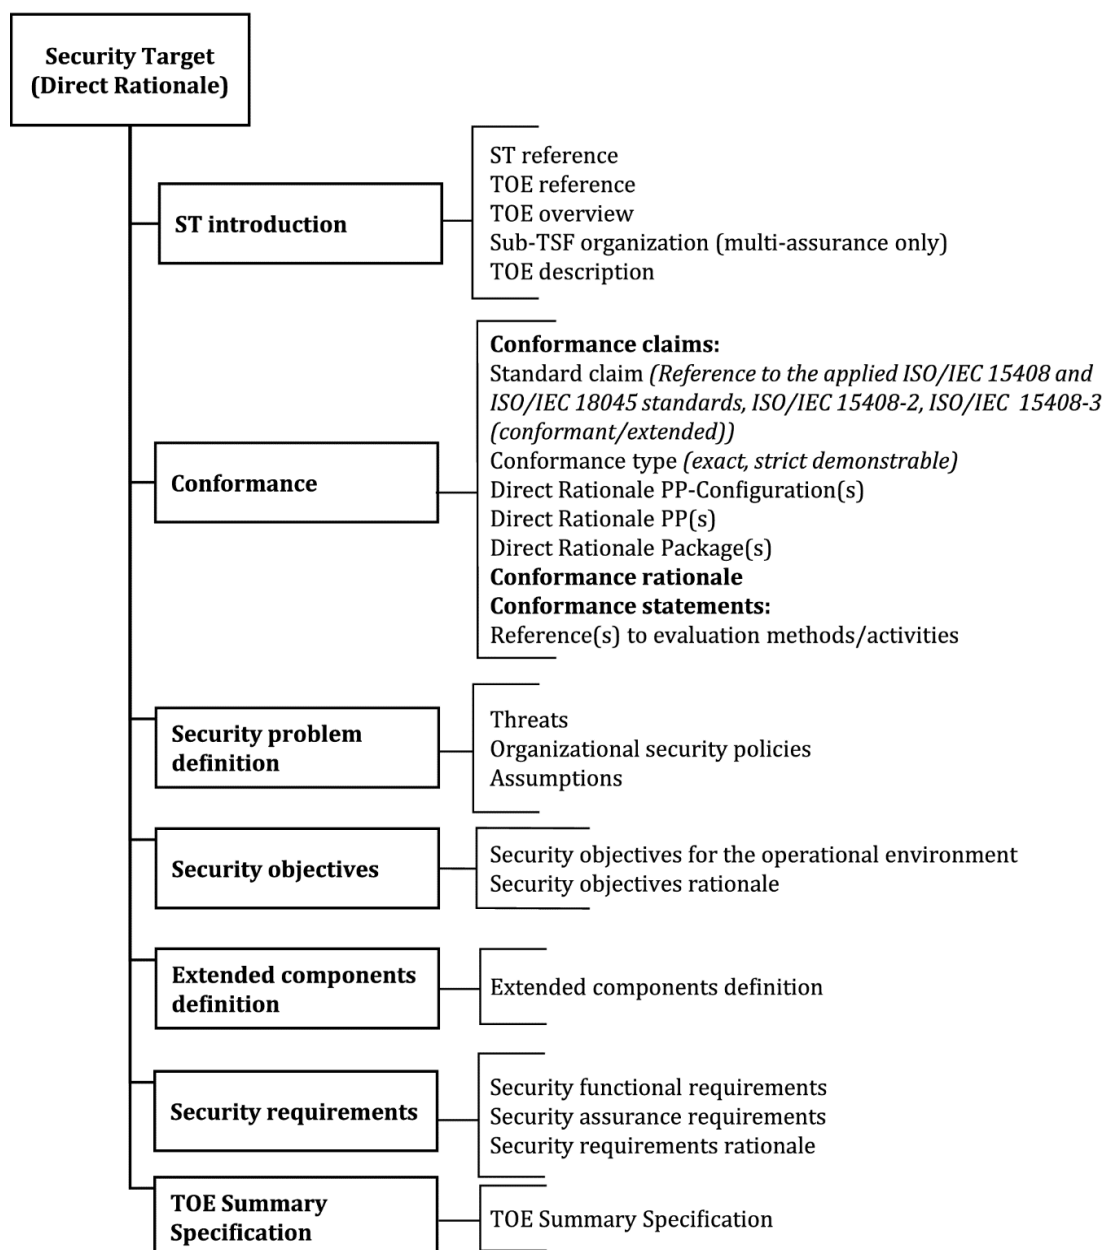 Security Target
(Direct Rationale)
ST introduction
ST reference
TOE reference
TOE overview
Sub-TSF organization (multi-assurance only)
TOE description
Conformance
Conformance claims:
Standard claim (Reference to the applied ISO/IEC 15408 and
ISO/IEC 18045 standards, ISO/IEC 15408-2, ISO/IEC 15408-3
(conformant/extended))
Conformance type (exact, strict demonstrable)
Direct Rationale PP-Configuration(s)
Direct Rationale PP(s)
Direct Rationale Package(s)
Conformance rationale
Conformance statements:
Reference(s) to evaluation methods/activities
Security problem
definition
Threats
Organizational security policies
Assumptions
Security objectives
Security objectives for the operational environment
Security objectives rationale
Extended components
definition
Extended components definition
Security requirements
Security functional requirements
Security assurance requirements
Security requirements rationale
TOE Summary
Specification
TOE Summary Specification